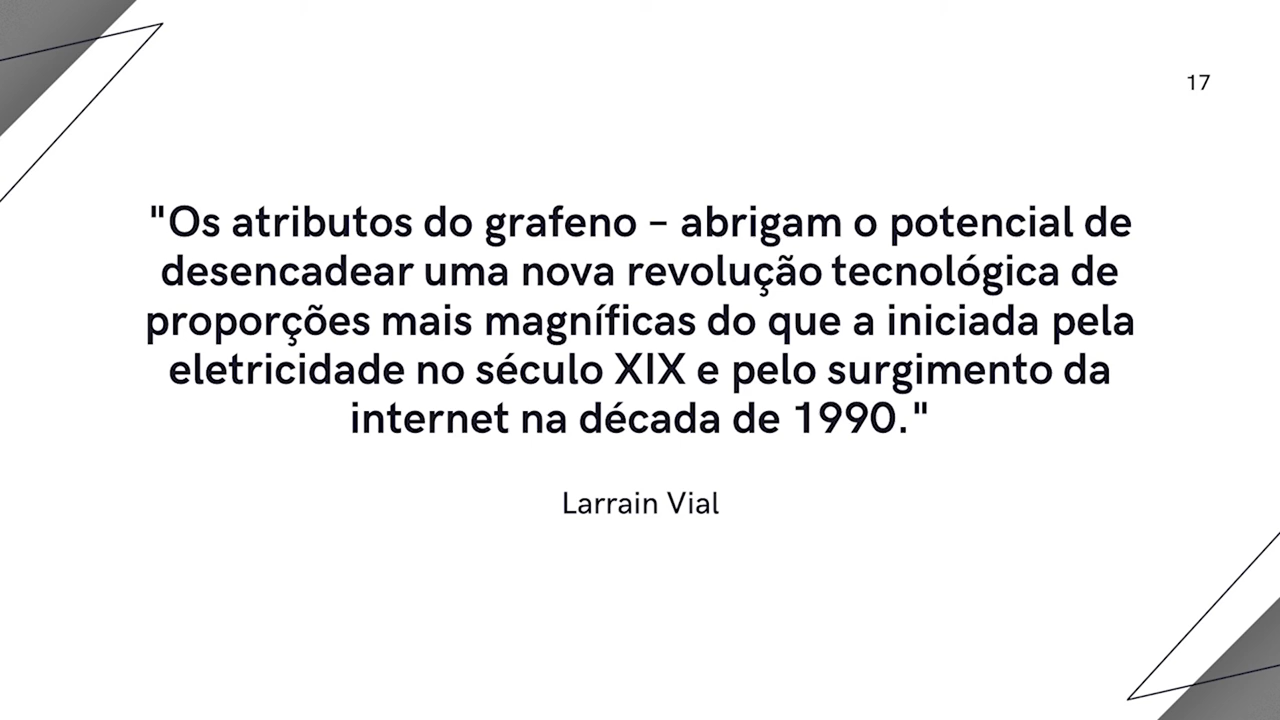 17
"Os atributos do grafeno – abrigam o potencial de
desencadear uma nova revolução tecnológica de
proporções mais magníficas do que a iniciada pela
eletricidade no século XIX e pelo surgimento da
internet na década de 1990."
Larrain Vial